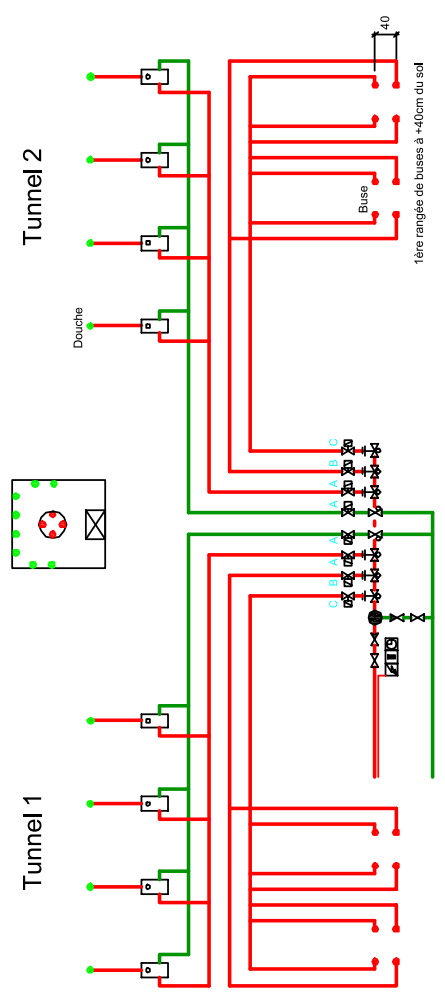 Tunnel 2
40
1ère rangée de buses à +40cm du sol
Buse
Douche
C
B
A
A
A
A
B
C
Tunnel 1